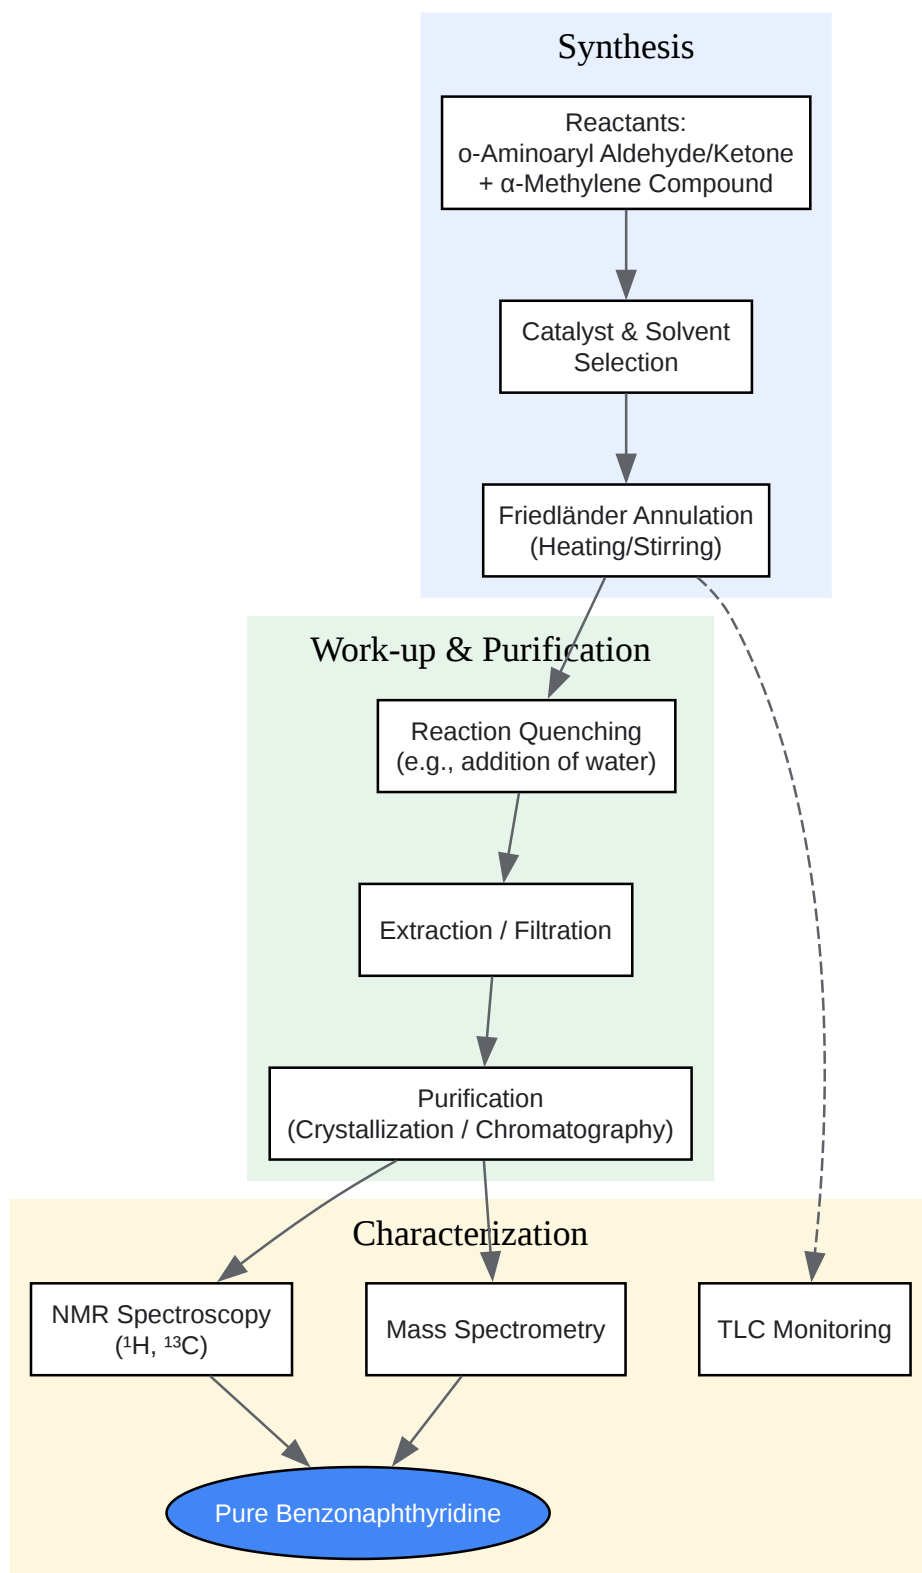 Synthesis
Reactants:
o-Aminoaryl Aldehyde/Ketone
+ α-Methylene Compound
Catalyst & Solvent
Selection
Friedländer Annulation
(Heating/Stirring)
Work-up & Purification
Reaction Quenching
(e.g., addition of water)
Extraction / Filtration
Purification
(Crystallization / Chromatography)
Characterization
NMR Spectroscopy
(¹H, ¹³C)
Mass Spectrometry
TLC Monitoring
Pure Benzonaphthyridine